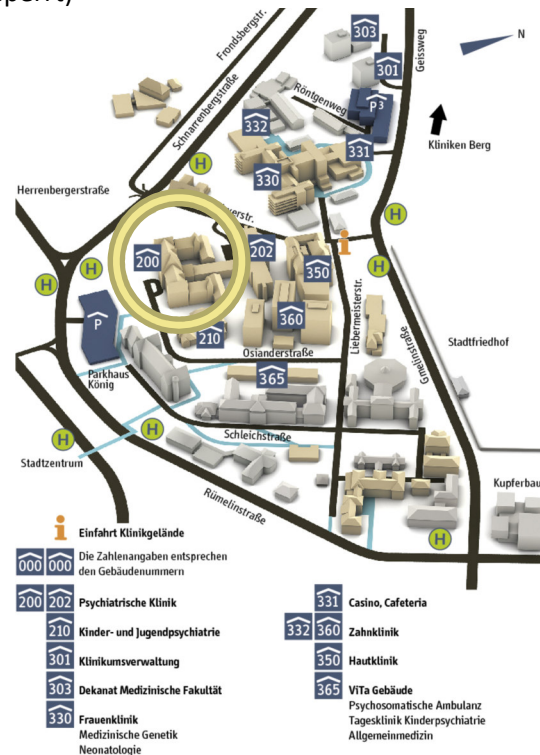 Frondsbergstr.
303
Geissweg
N
301
Schnarrenbergstraße
Röntgenweg
P3
332
331
Kliniken Berg
H
330
Herrenbergerstraße
erstr.
H
200
202
i
H
H
350
H
Liebermeisterstr.
P
P
360
Gmelinstraße
210
Stadtfriedhof
Osianderstraße
Parkhaus
König
365
H
H
Schleichstraße
Stadtzentrum
Rümelinstraße
Kupferbau
H
i Einfahrt Klinikgelände
000 000 Die Zahlenangaben entsprechen
den Gebäudenummern
200 202 Psychiatrische Klinik
210 Kinder- und Jugendpsychiatrie
301 Klinikumsverwaltung
303 Dekanat Medizinische Fakultät
330 Frauenklinik
Medizinische Genetik
Neonatologie
331 Casino, Cafeteria
332 360 Zahnklinik
350 Hautklinik
365 ViTa Gebäude
Psychosomatische Ambulanz
Tagesklinik Kinderpsychiatrie
Allgemeinmedizin